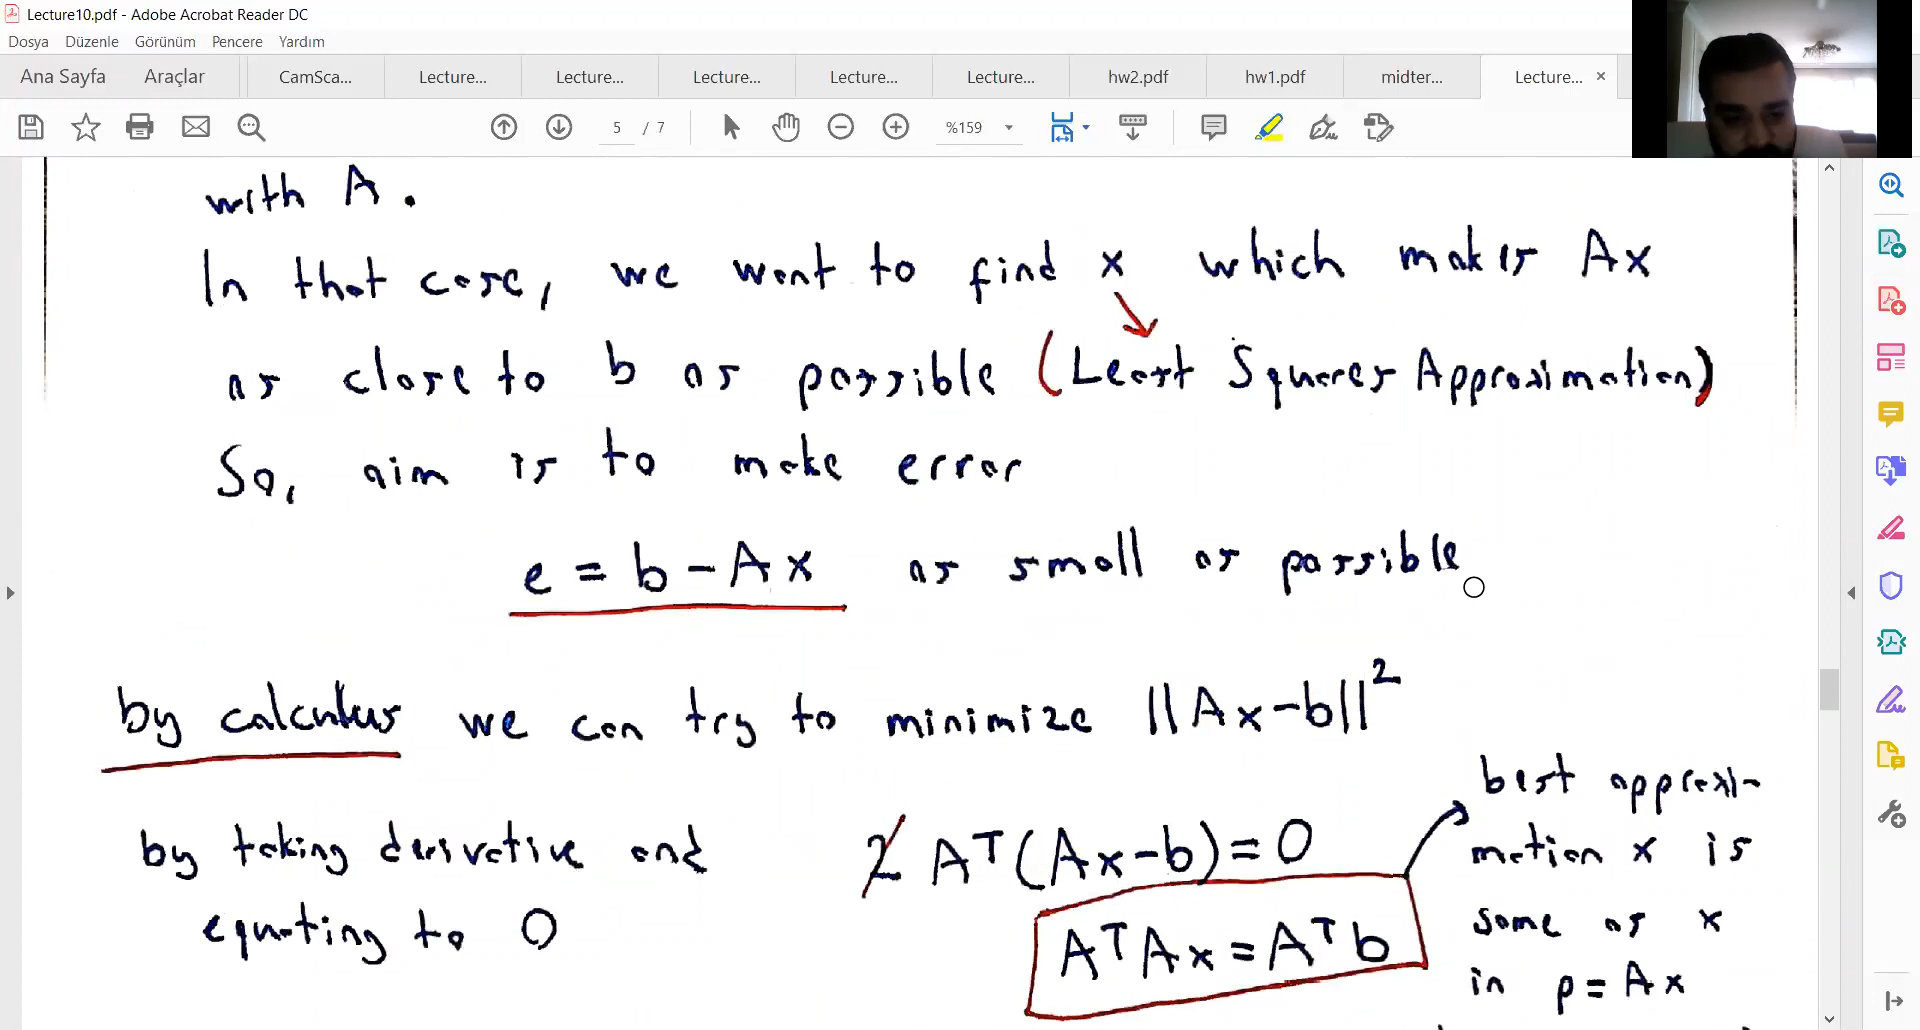 Lecture10.pdf - Adobe Acrobat Reader DC
Dosya Düzenle Görünüm Pencere Yardım
Ana Sayfa Araçlar CamSca... Lecture... Lecture... Lecture... Lecture... Lecture... hw2.pdf hw1.pdf midter... Lecture... ×
5 / 7 %159
with A.
In that case, we want to find x which makes Ax
as close to b as possible (Least Squares Approximation)
So, aim is to make error
e = b - Ax as small as possible
by calculus we can try to minimize ||Ax-b||²
best approxi-
by taking derivative and 2 Aᵀ(Ax-b)=0 mation x is
equating to 0 AᵀAx = Aᵀb same as x
in p = Ax